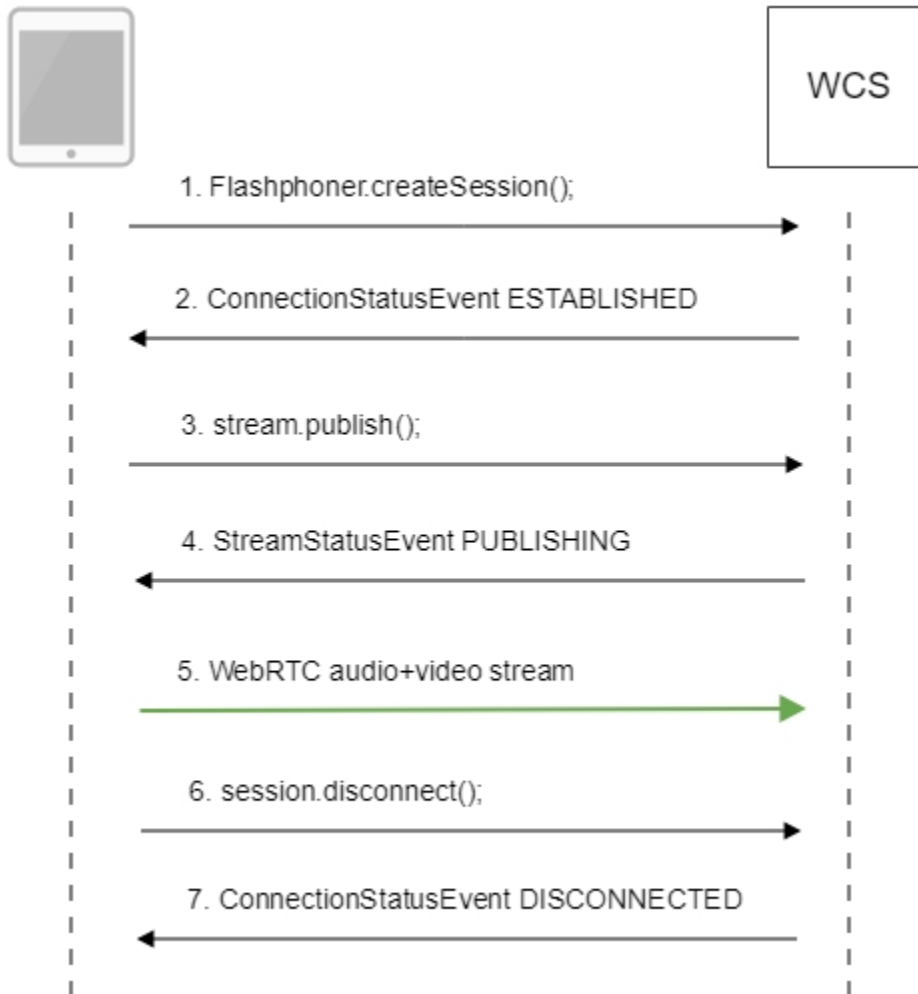 WCS
1. Flashphoner.createSession();
2. ConnectionStatusEvent ESTABLISHED
3. stream.publish();
4. StreamStatusEvent PUBLISHING
5. WebRTC audio+video stream
6. session.disconnect();
7. ConnectionStatusEvent DISCONNECTED